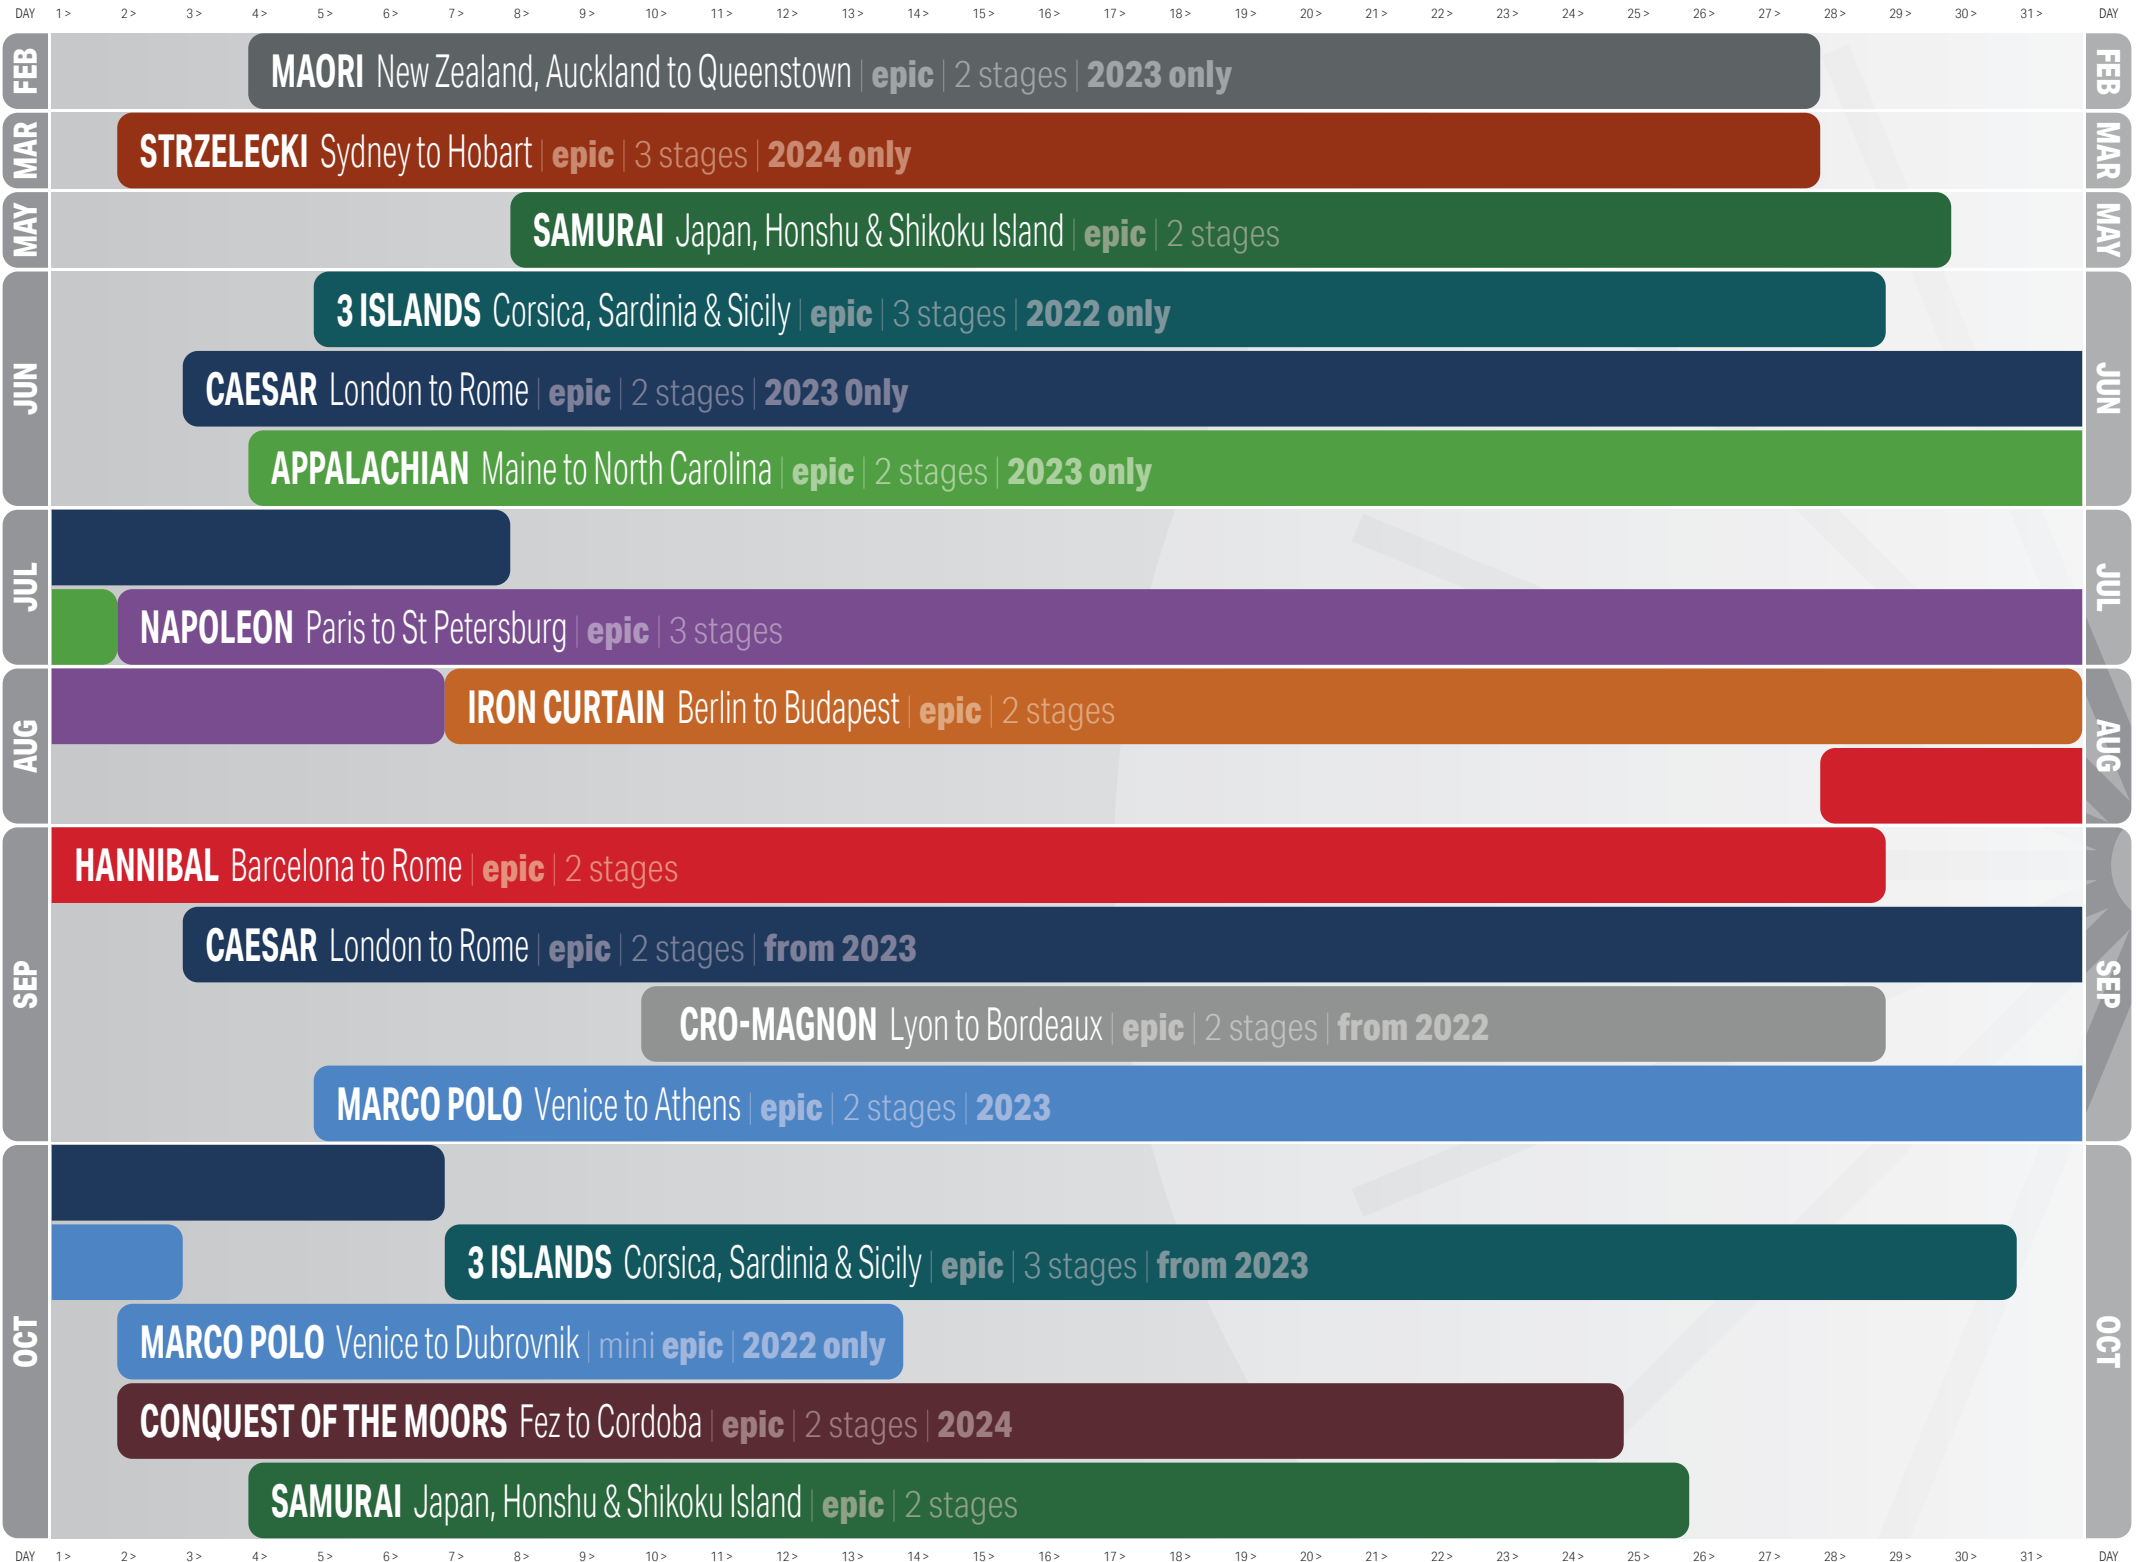 DAY 1> 2> 3> 4> 5> 6> 7> 8> 9> 10> 11> 12> 13> 14> 15> 16> 17> 18> 19> 20> 21> 22> 23> 24> 25> 26> 27> 28> 29> 30> 31> DAY
FEB MAORI New Zealand, Auckland to Queenstown | epic | 2 stages | 2023 only FEB
MAR STRZELECKI Sydney to Hobart | epic | 3 stages | 2024 only MAR
MAY SAMURAI Japan, Honshu & Shikoku Island | epic | 2 stages MAY
3 ISLANDS Corsica, Sardinia & Sicily | epic | 3 stages | 2022 only
JUN CAESAR London to Rome | epic | 2 stages | 2023 Only JUN
APPALACHIAN Maine to North Carolina | epic | 2 stages | 2023 only
JUL JUL
NAPOLEON Paris to St Petersburg | epic | 3 stages
IRON CURTAIN Berlin to Budapest | epic | 2 stages
AUG AUG
HANNIBAL Barcelona to Rome | epic | 2 stages
CAESAR London to Rome | epic | 2 stages | from 2023
SEP SEP
CRO-MAGNON Lyon to Bordeaux | epic | 2 stages | from 2022
MARCO POLO Venice to Athens | epic | 2 stages | 2023
3 ISLANDS Corsica, Sardinia & Sicily | epic | 3 stages | from 2023
OCT MARCO POLO Venice to Dubrovnik | mini epic | 2022 only OCT
CONQUEST OF THE MOORS Fez to Cordoba | epic | 2 stages | 2024
SAMURAI Japan, Honshu & Shikoku Island | epic | 2 stages
DAY 1> 2> 3> 4> 5> 6> 7> 8> 9> 10> 11> 12> 13> 14> 15> 16> 17> 18> 19> 20> 21> 22> 23> 24> 25> 26> 27> 28> 29> 30> 31> DAY